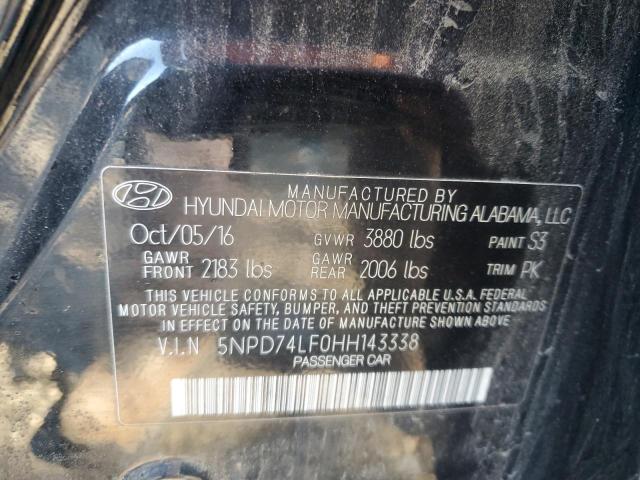 MANUFACTURED BY
HYUNDAI MOTOR MANUFACTURING ALABAMA, LLC
Oct/05/16 GVWR 3880 lbs PAINT S3
GAWR FRONT 2183 lbs GAWR REAR 2006 lbs TRIM PK
THIS VEHICLE CONFORMS TO ALL APPLICABLE U.S.A. FEDERAL
MOTOR VEHICLE SAFETY, BUMPER, AND THEFT PREVENTION STANDARDS
IN EFFECT ON THE DATE OF MANUFACTURE SHOWN ABOVE.
V.I.N 5NPD74LF0HH143338
PASSENGER CAR